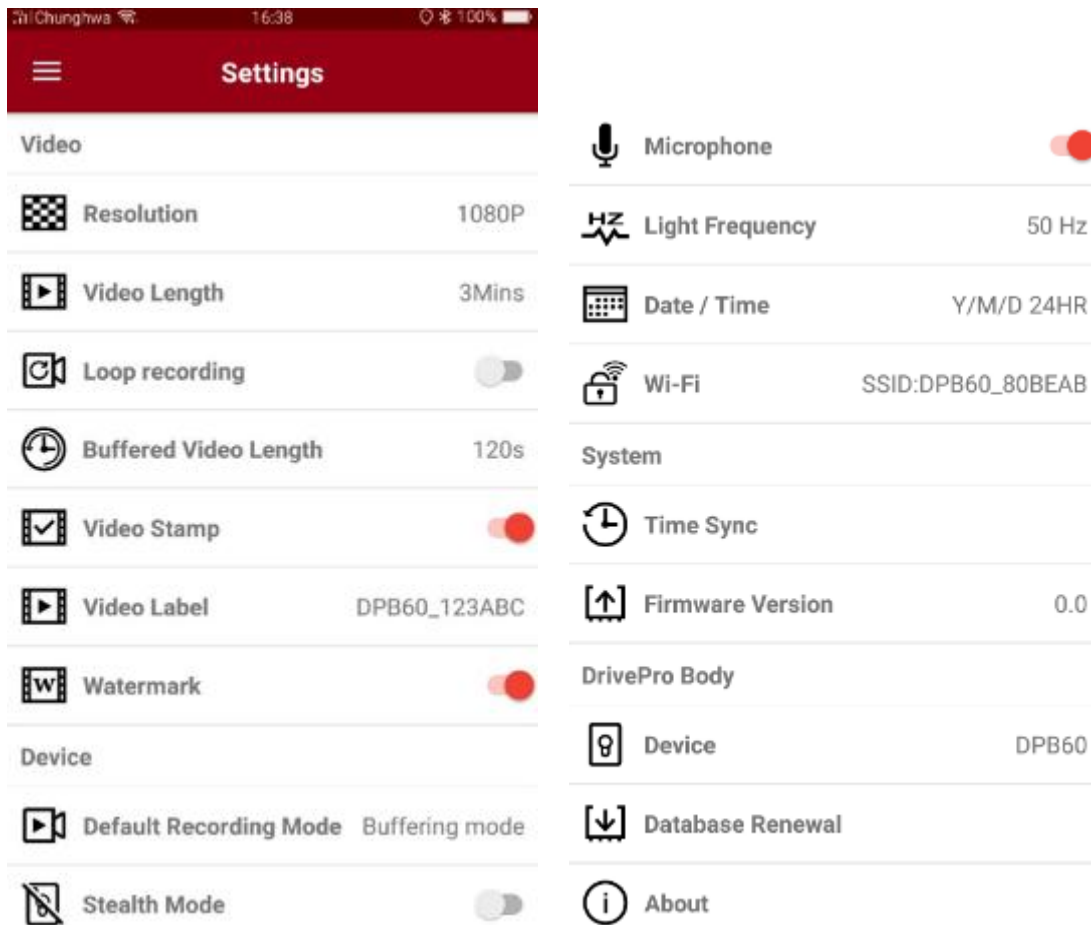 Chunghwa 16:38 100%
Settings
Video
Resolution 1080P
Video Length 3Mins
Loop recording
Buffered Video Length 120s
Video Stamp
Video Label DPB60_123ABC
W Watermark
Device
Default Recording Mode Buffering mode
Stealth Mode
Microphone
HZ Light Frequency 50 Hz
Date / Time Y/M/D 24HR
Wi-Fi SSID:DPB60_80BEAB
System
Time Sync
Firmware Version 0.0
DrivePro Body
Device DPB60
Database Renewal
i About